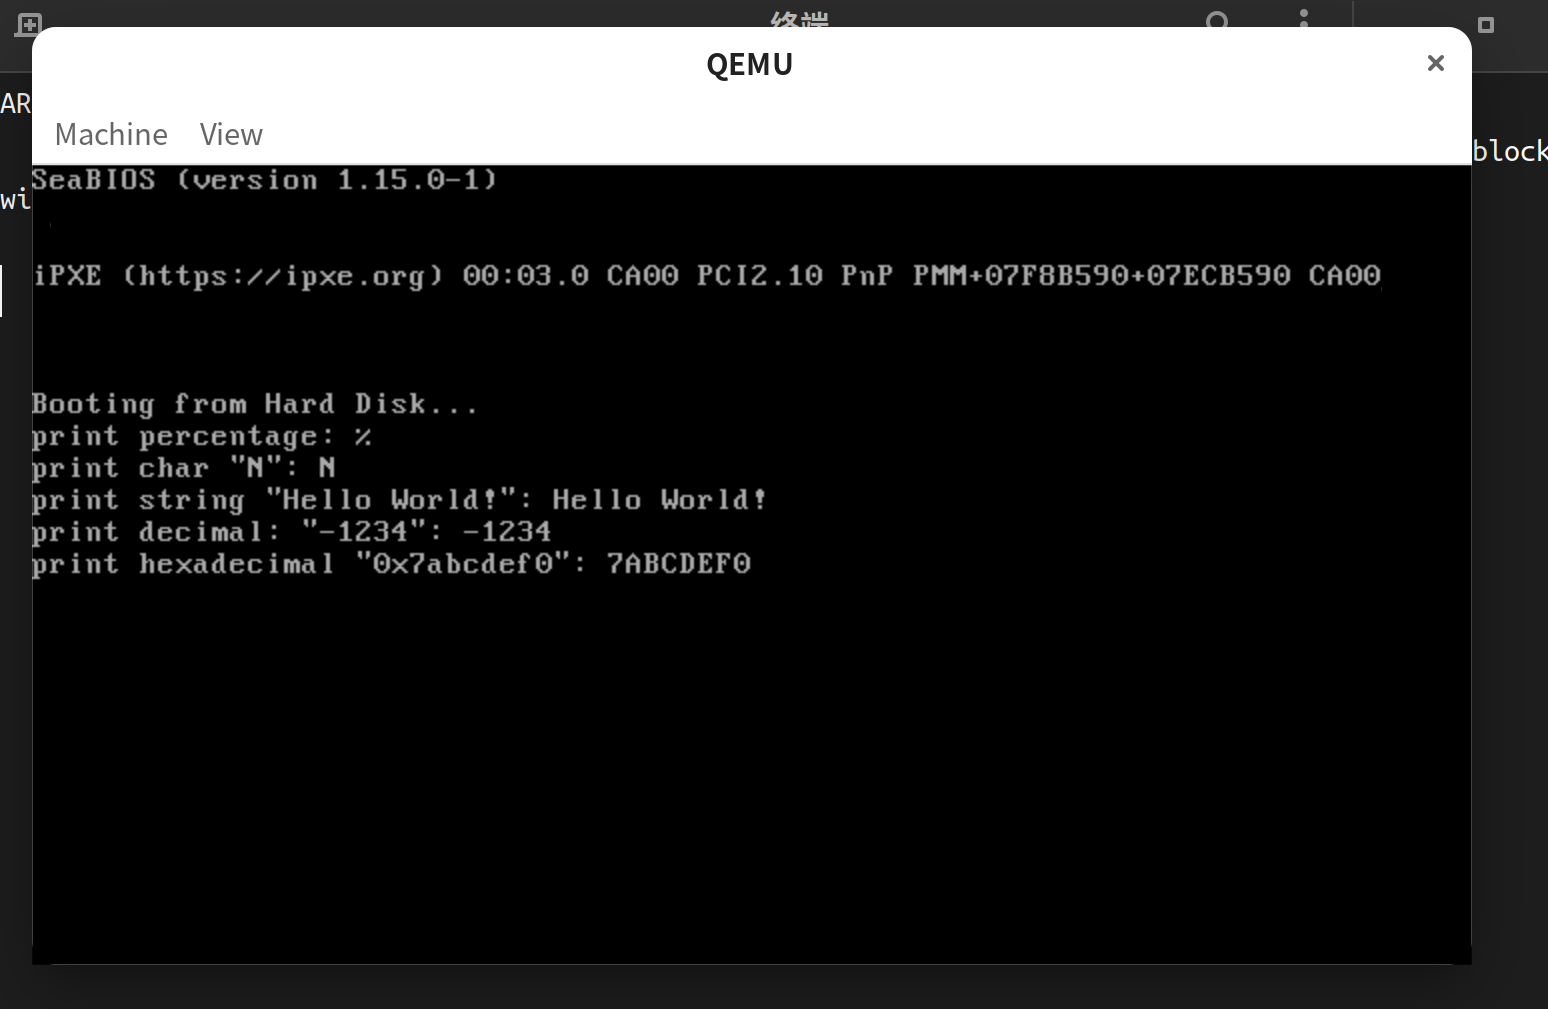 终端
QEMU
Machine View
AR
block
wi
SeaBIOS (version 1.15.0-1)
iPXE (https://ipxe.org) 00:03.0 CA00 PCI2.10 PnP PMM+07F8B590+07ECB590 CA00
Booting from Hard Disk...
print percentage: %
print char "N": N
print string "Hello World!": Hello World!
print decimal: "-1234": -1234
print hexadecimal "0x7abcdef0": 7ABCDEF0